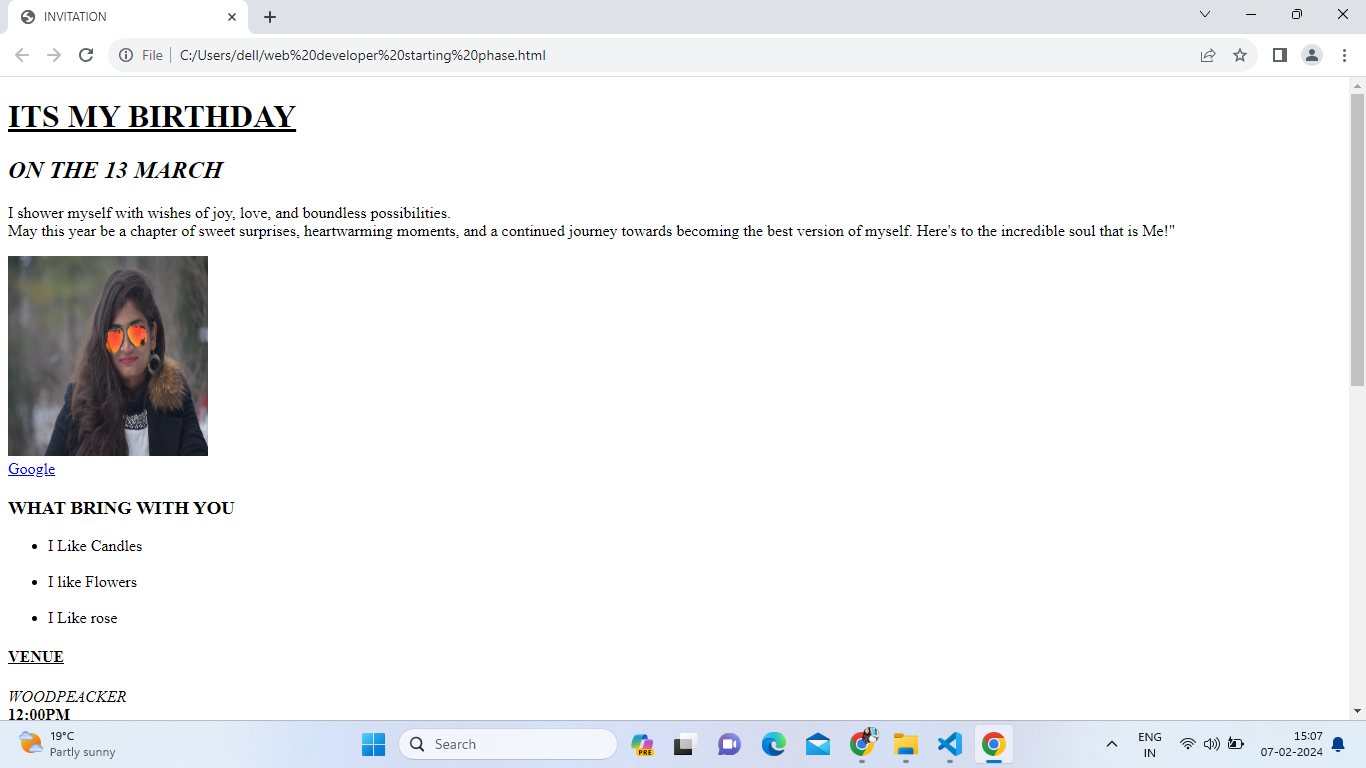 INVITATION
File
C:/Users/dell/web%20developer%20starting%20phase.html
ITS MY BIRTHDAY
ON THE 13 MARCH
I shower myself with wishes of joy, love, and boundless possibilities.
May this year be a chapter of sweet surprises, heartwarming moments, and a continued journey towards becoming the best version of myself. Here's to the incredible soul that is Me!"
Google
WHAT BRING WITH YOU
• I Like Candles
• I like Flowers
• I Like rose
VENUE
WOODPEACKER
12:00PM
19°C
Partly sunny
Search
PRE
ENG
IN
15:07
07-02-2024